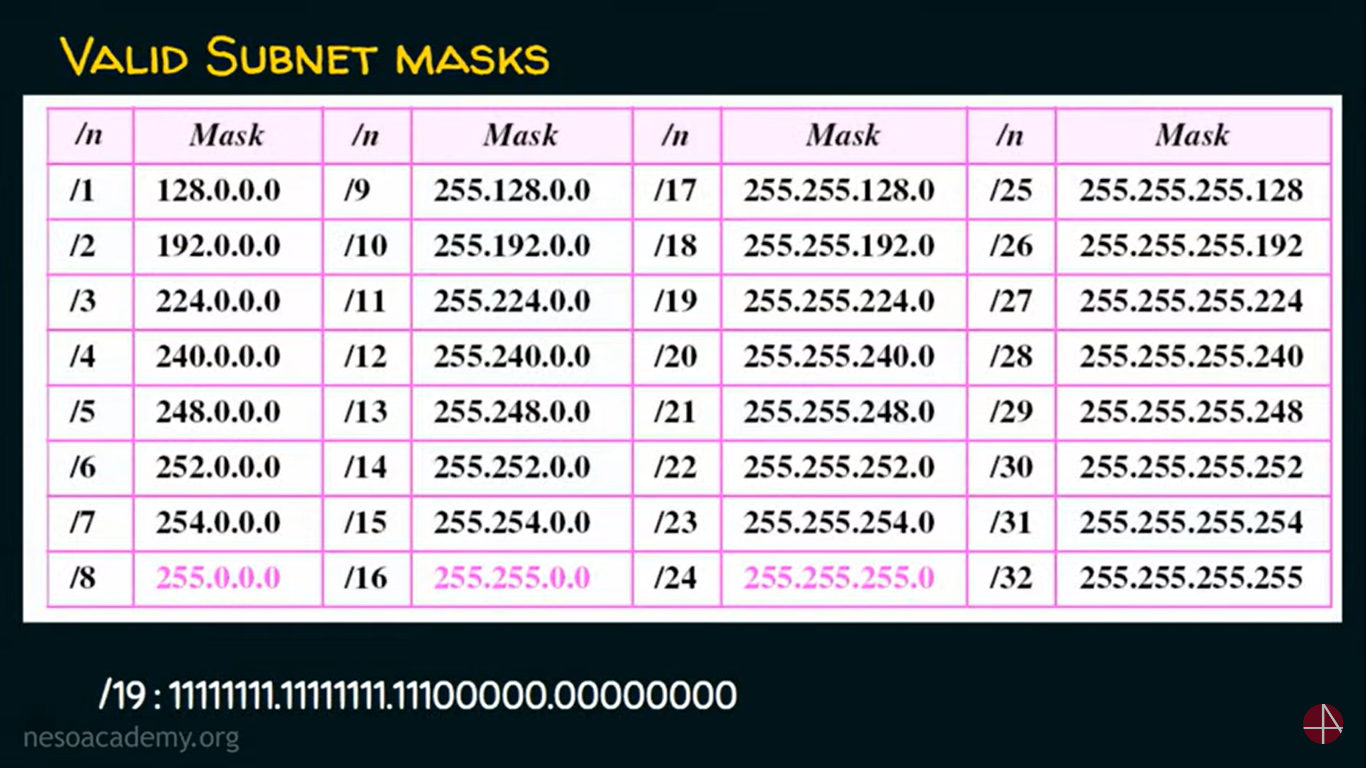 VALID SUBNET MASKS
/n Mask /n Mask /n Mask /n Mask
/1 128.0.0.0 /9 255.128.0.0 /17 255.255.128.0 /25 255.255.255.128
/2 192.0.0.0 /10 255.192.0.0 /18 255.255.192.0 /26 255.255.255.192
/3 224.0.0.0 /11 255.224.0.0 /19 255.255.224.0 /27 255.255.255.224
/4 240.0.0.0 /12 255.240.0.0 /20 255.255.240.0 /28 255.255.255.240
/5 248.0.0.0 /13 255.248.0.0 /21 255.255.248.0 /29 255.255.255.248
/6 252.0.0.0 /14 255.252.0.0 /22 255.255.252.0 /30 255.255.255.252
/7 254.0.0.0 /15 255.254.0.0 /23 255.255.254.0 /31 255.255.255.254
/8 255.0.0.0 /16 255.255.0.0 /24 255.255.255.0 /32 255.255.255.255
/19 : 11111111.11111111.11100000.00000000
nesoacademy.org